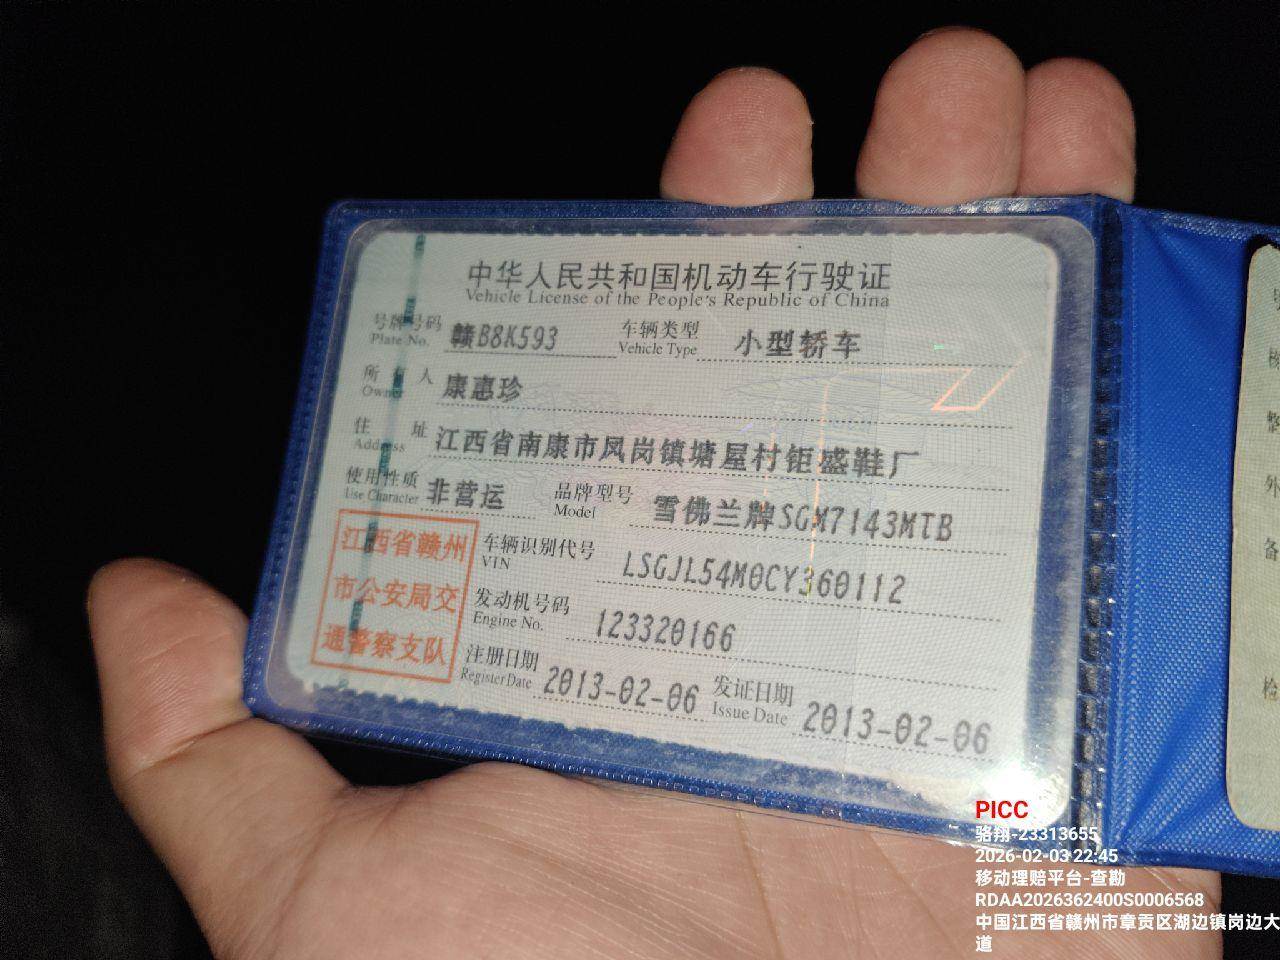 中华人民共和国机动车行驶证
Vehicle License of the People's Republic of China
号牌号码 赣B8K593 车辆类型 小型轿车
Plate No. Vehicle Type
所有人 康惠珍
Owner
住址 江西省南康市凤岗镇塘屋村钜盛鞋厂
Address
使用性质 非营运 品牌型号 雪佛兰牌SGM7143MTB
Use Character Model
江西省赣州
市公安局交
通警察支队
车辆识别代号 LSGJL54M0CY360112
VIN
发动机号码 123320166
Engine No.
注册日期 2013-02-06 发证日期 2013-02-06
Register Date Issue Date
PICC
骆翔-23313655
2026-02-03 22:45
移动理赔平台-查勘
RDAA2026362400S0006568
中国江西省赣州市章贡区湖边镇岗边大
道
整
外
备
检